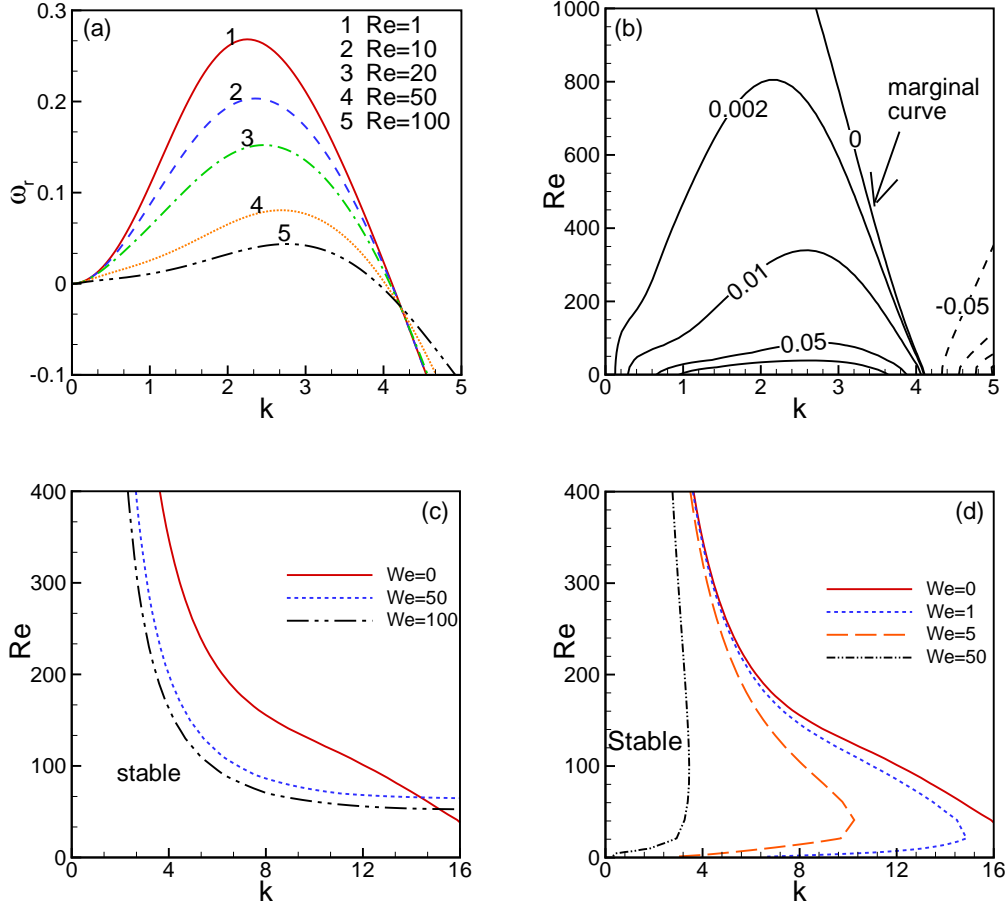 (a)
1 Re=1
2 Re=10
3 Re=20
4 Re=50
5 Re=100
1
2
3
4
5
0.4
0.3
0.2
0.1
0
-0.1
ωr
0 1 2 3 4 5
k
(b)
marginal
curve
0.002
0
0.01
0.05
-0.05
1000
800
600
400
200
0
Re
0 1 2 3 4 5
k
(c)
We=0
We=50
We=100
stable
400
300
200
100
0
Re
0 4 8 12 16
k
(d)
We=0
We=1
We=5
We=50
Stable
400
300
200
100
0
Re
0 4 8 12 16
k